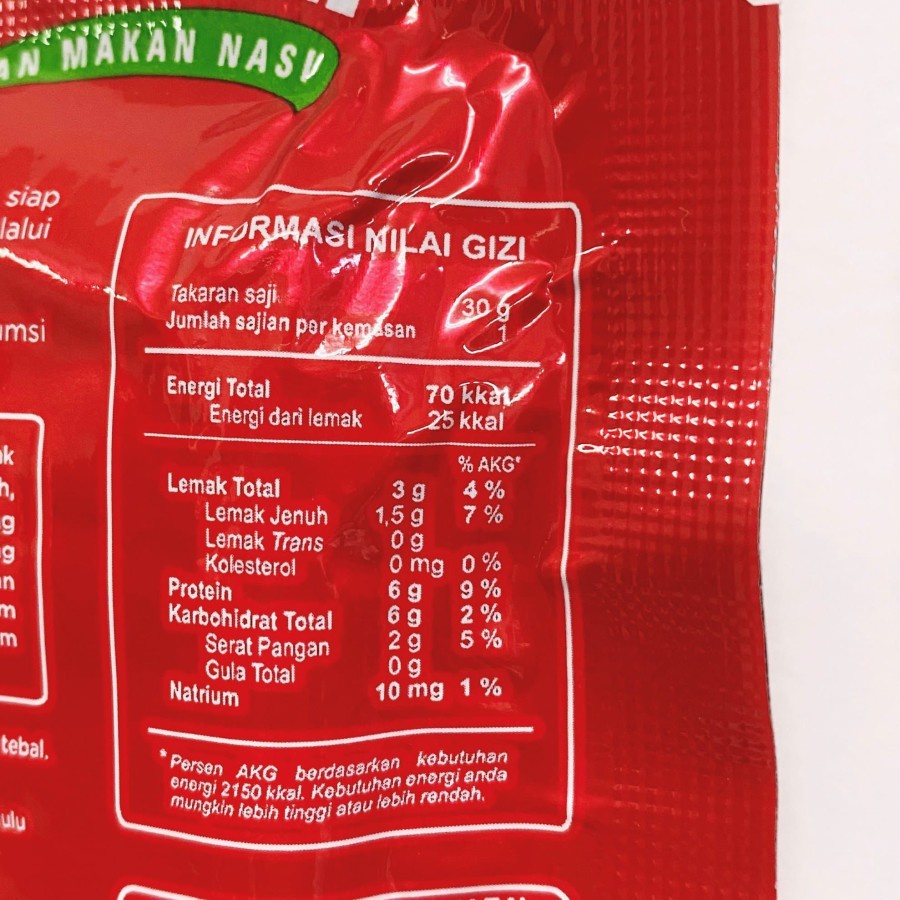 AN MAKAN NASI
siap
lalui
umsi
ak
h,
g
g
an
m
m
tebal.
ulu
INFORMASI NILAI GIZI
Takaran saji 30 g
Jumlah sajian per kemasan 1
Energi Total 70 kkal
Energi dari lemak 25 kkal
% AKG*
Lemak Total 3 g 4 %
Lemak Jenuh 1,5 g 7 %
Lemak Trans 0 g
Kolesterol 0 mg 0 %
Protein 6 g 9 %
Karbohidrat Total 6 g 2 %
Serat Pangan 2 g 5 %
Gula Total 0 g
Natrium 10 mg 1 %
* Persen AKG berdasarkan kebutuhan
energi 2150 kkal. Kebutuhan energi anda
mungkin lebih tinggi atau lebih rendah.